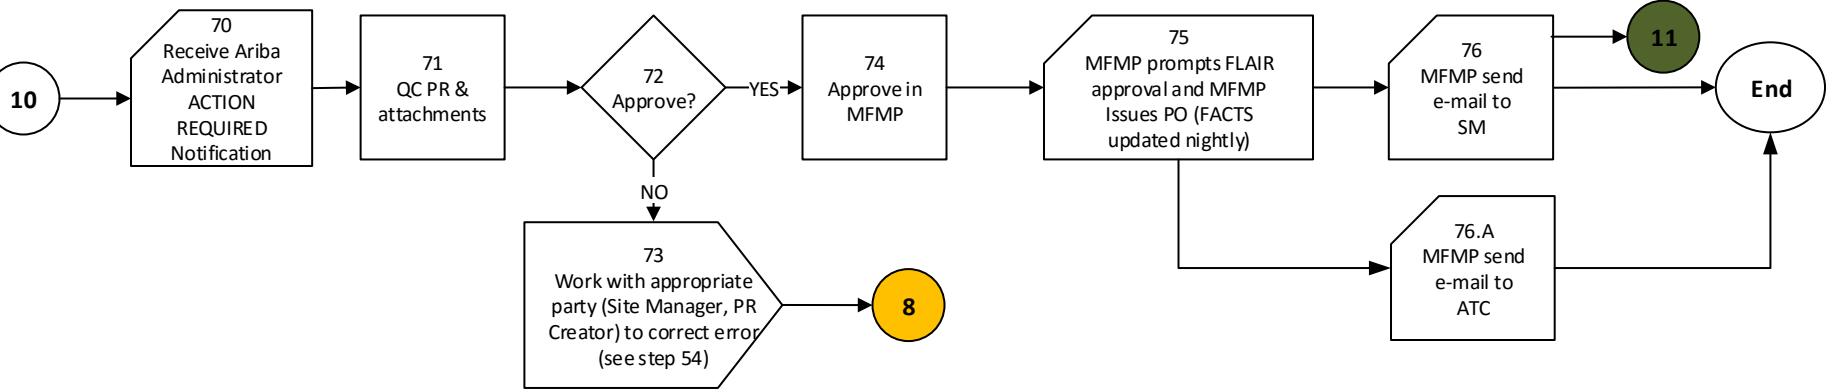 10
70
Receive Ariba
Administrator
ACTION
REQUIRED
Notification
71
QC PR &
attachments
72
Approve?
YES
NO
73
Work with appropriate
party (Site Manager, PR
Creator) to correct error
(see step 54)
8
74
Approve in
MFMP
75
MFMP prompts FLAIR
approval and MFMP
Issues PO (FACTS
updated nightly)
76
MFMP send
e-mail to
SM
11
End
76.A
MFMP send
e-mail to
ATC